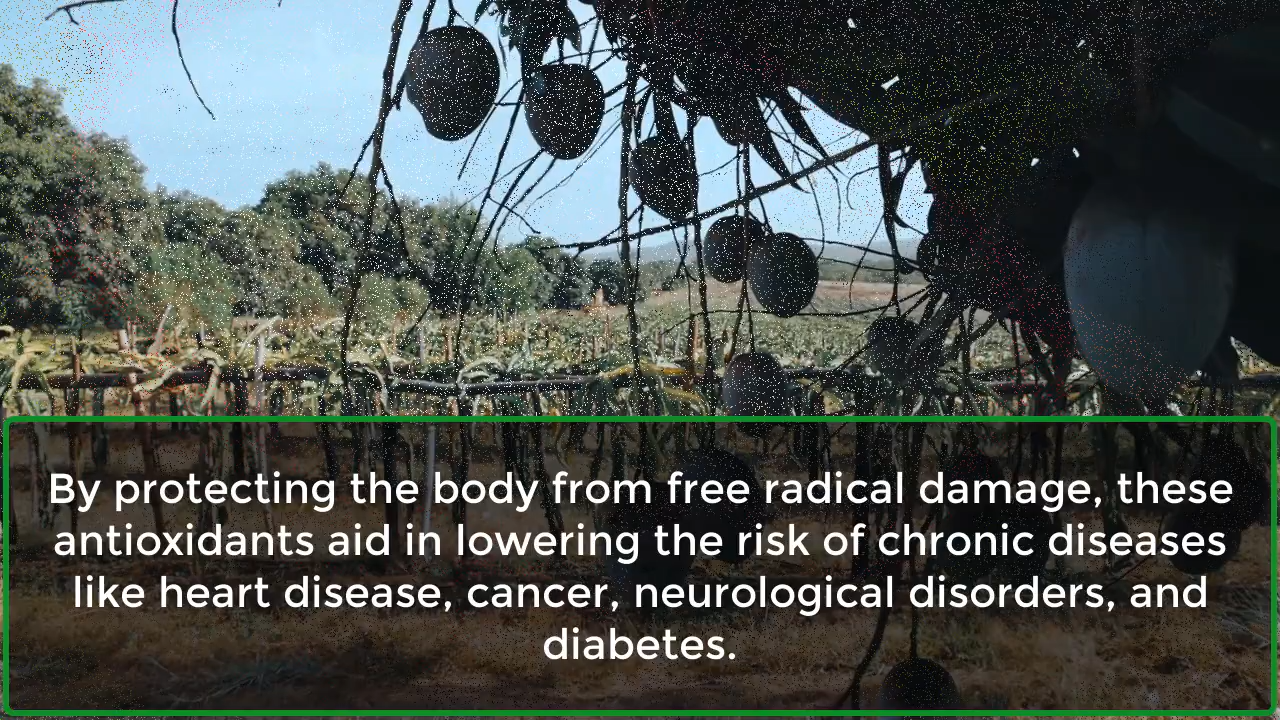 By protecting the body from free radical damage, these
antioxidants aid in lowering the risk of chronic diseases
like heart disease, cancer, neurological disorders, and
diabetes.